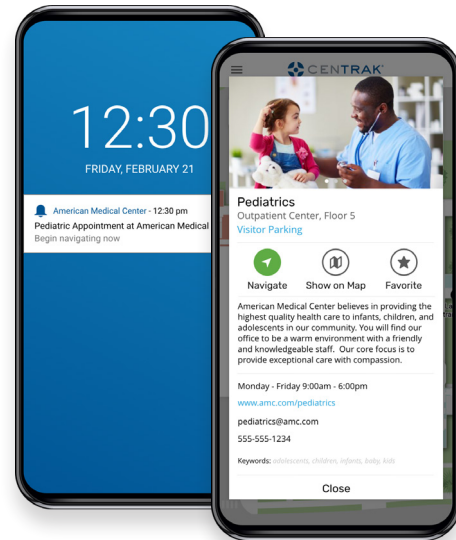 12:30
FRIDAY, FEBRUARY 21
American Medical Center - 12:30 pm
Pediatric Appointment at American Medical
Begin navigating now
CENTRAK
Pediatrics
Outpatient Center, Floor 5
Visitor Parking
Navigate
Show on Map
Favorite
American Medical Center believes in providing the
highest quality health care to infants, children, and
adolescents in our community. You will find our
office to be a warm environment with a friendly
and knowledgeable staff. Our core focus is to
provide exceptional care with compassion.
Monday - Friday 9:00am - 6:00pm
www.amc.com/pediatrics
pediatrics@amc.com
555-555-1234
Keywords: adolescents, children, infants, baby, kids
Close